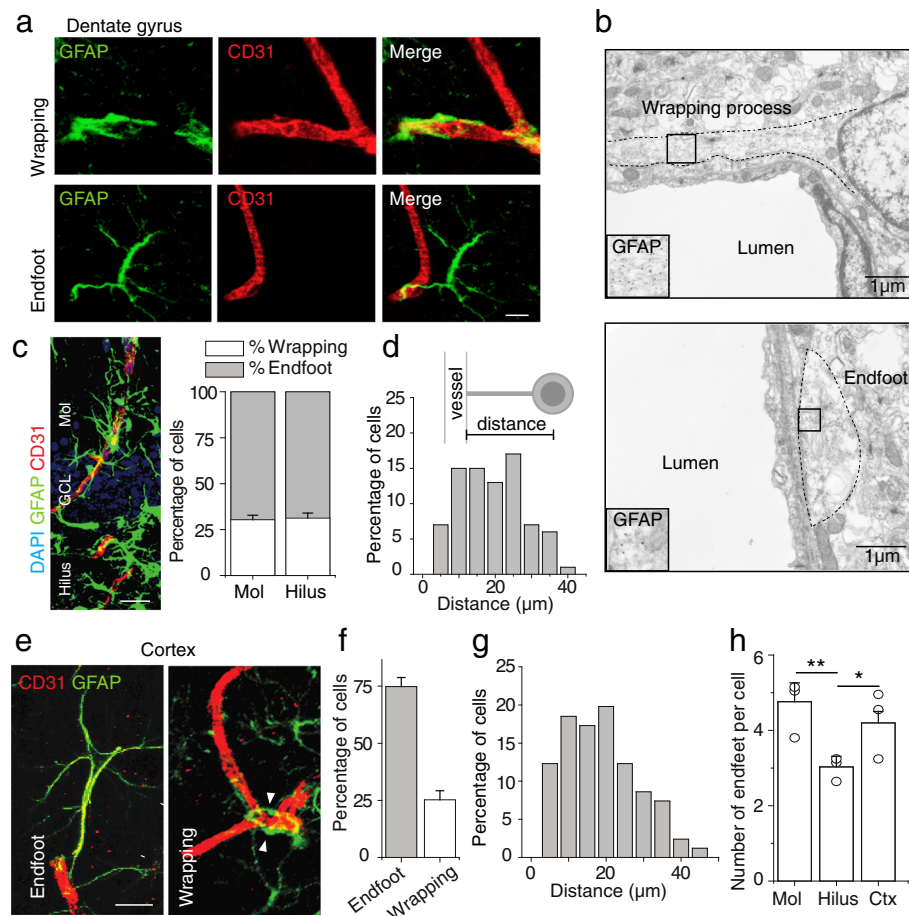 a
Dentate gyrus
GFAP CD31 Merge
Wrapping
GFAP CD31 Merge
Endfoot
b
Wrapping process
Lumen
GFAP
1µm
Endfoot
Lumen
GFAP
1µm
c
DAPI GFAP CD31
Mol
GCL
Hilus
% Wrapping
% Endfoot
Percentage of cells
100
75
50
25
0
Mol Hilus
d
vessel
distance
Percentage of cells
25
20
15
10
5
0
0 20 40
Distance (µm)
e
Cortex
CD31 GFAP
Endfoot
Wrapping
f
Percentage of cells
75
50
25
0
Endfoot
Wrapping
g
Percentage of cells
20
15
10
5
0
0 20 40
Distance (µm)
h
Number of endfeet per cell
** *
6
4
2
0
Mol Hilus Ctx